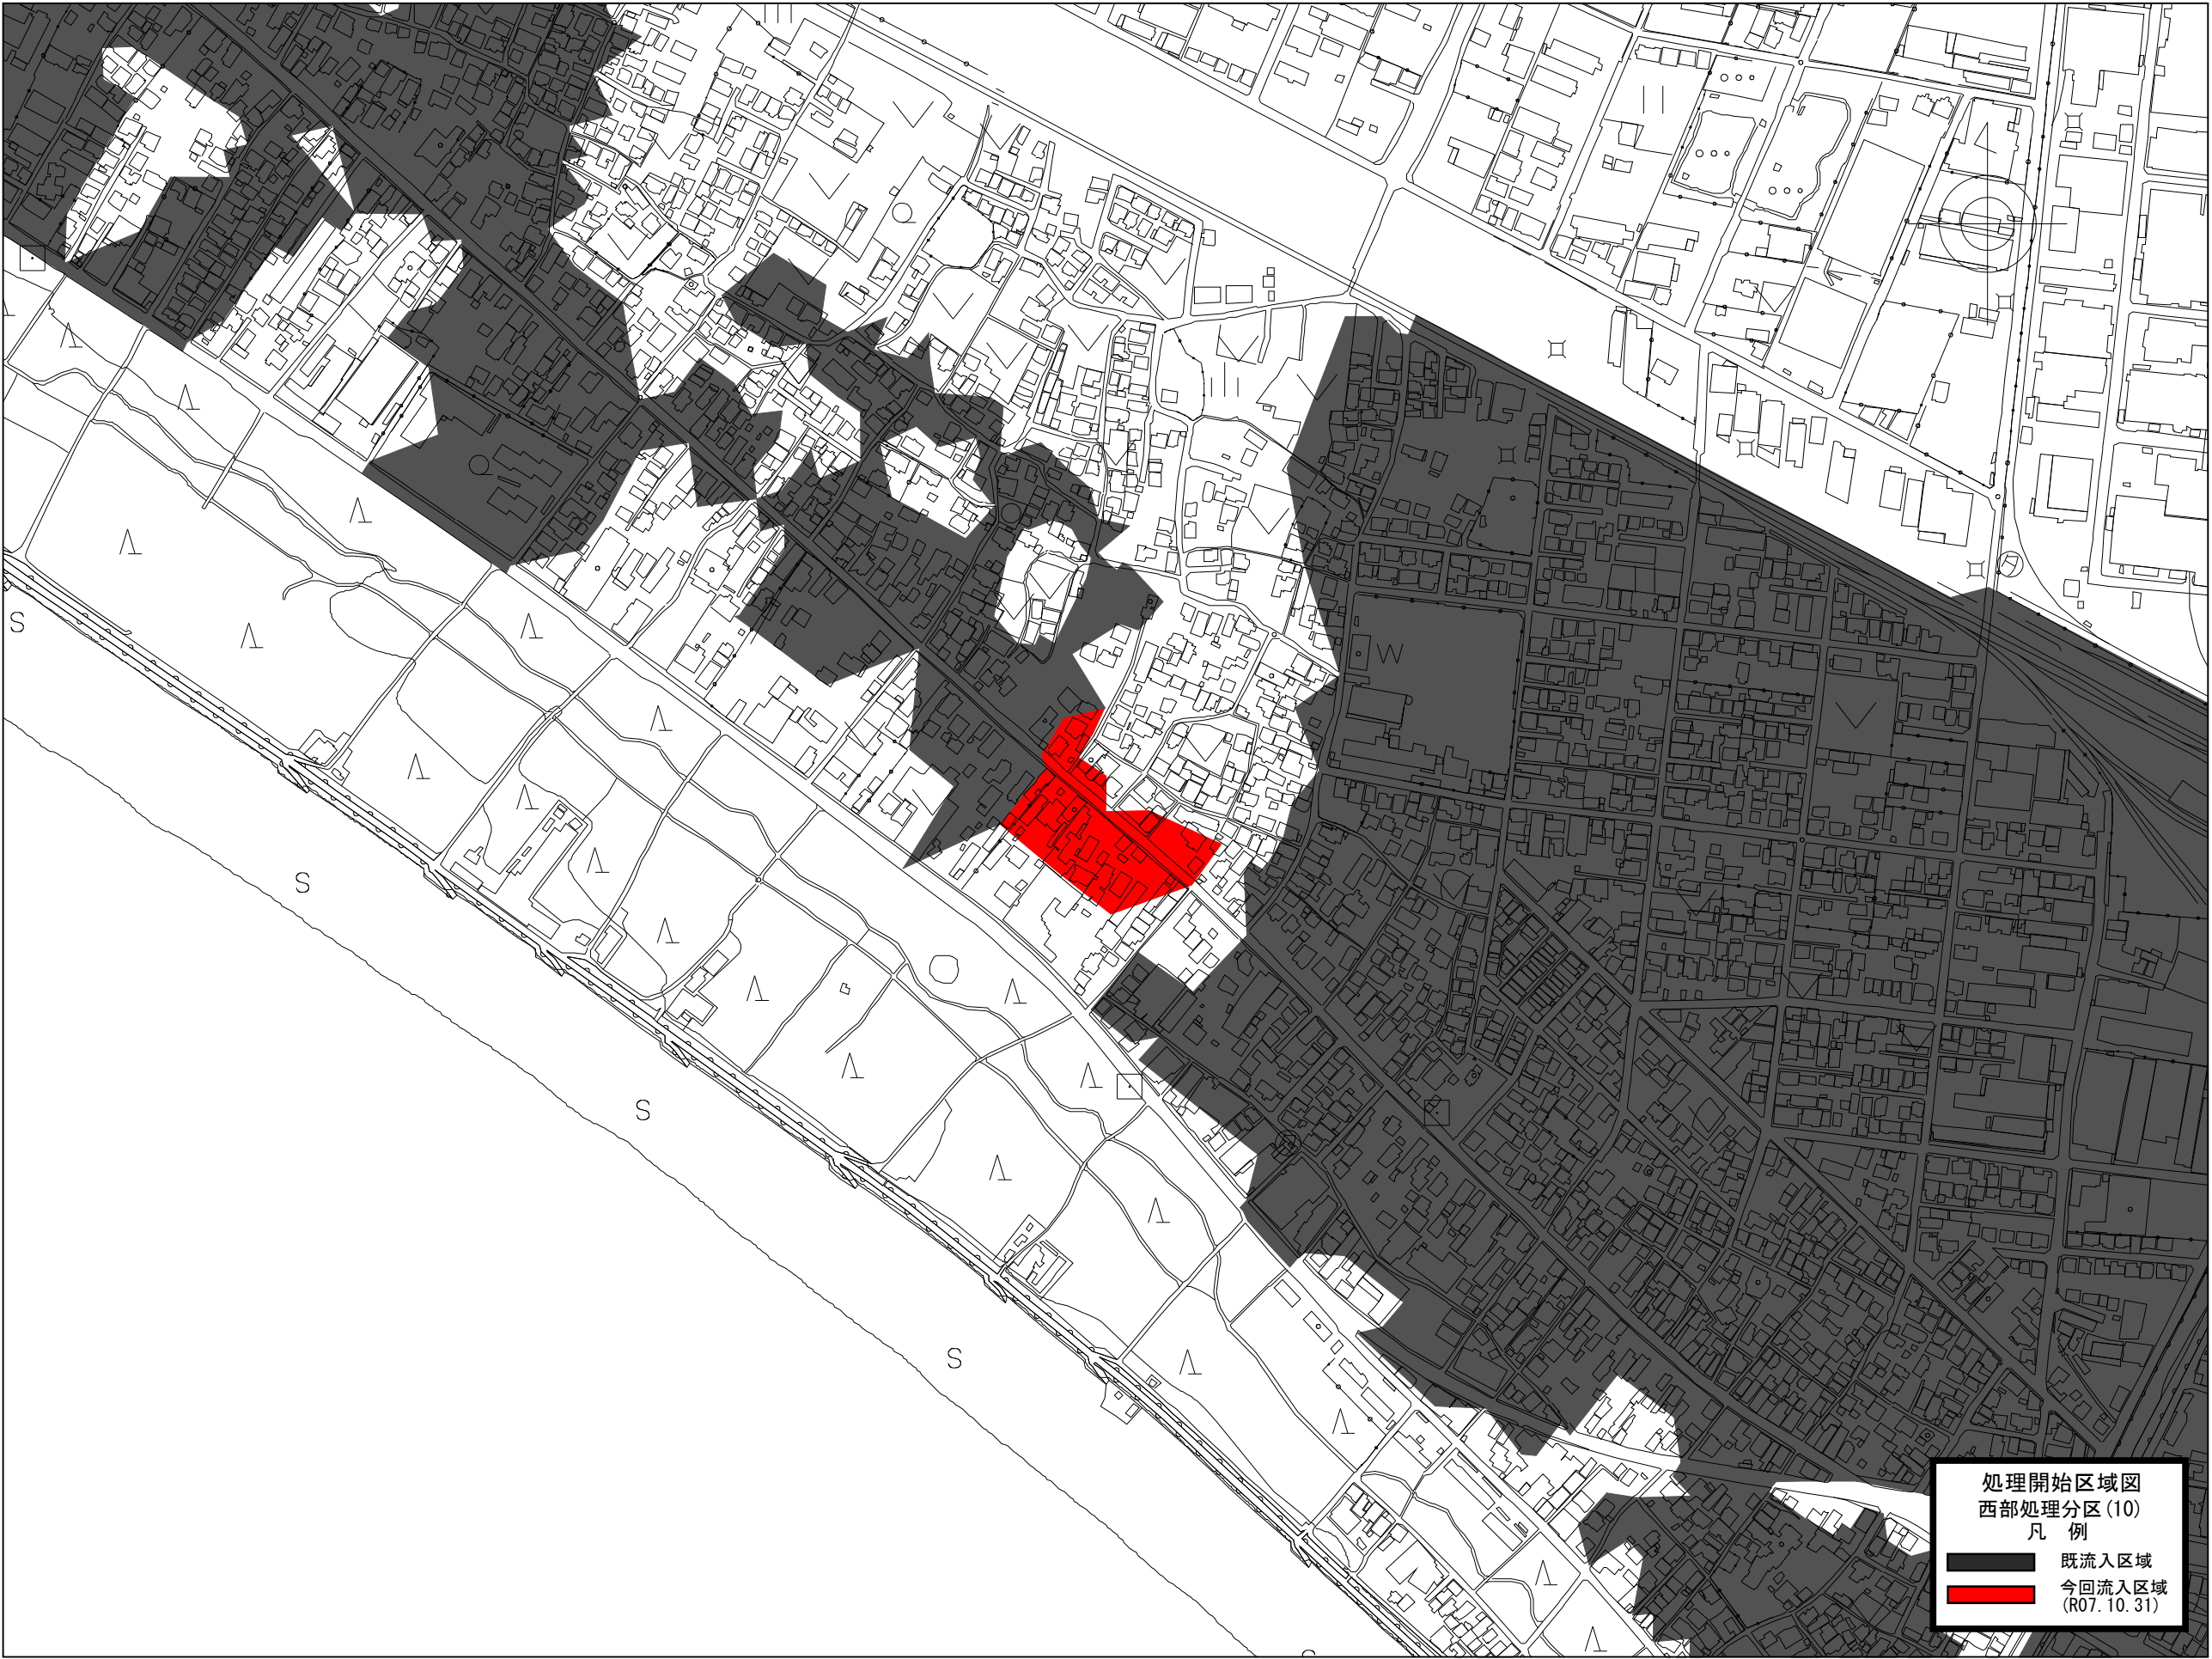 処理開始区域図
西部処理分区(10)
凡　例
既流入区域
今回流入区域
(R07.10.31)